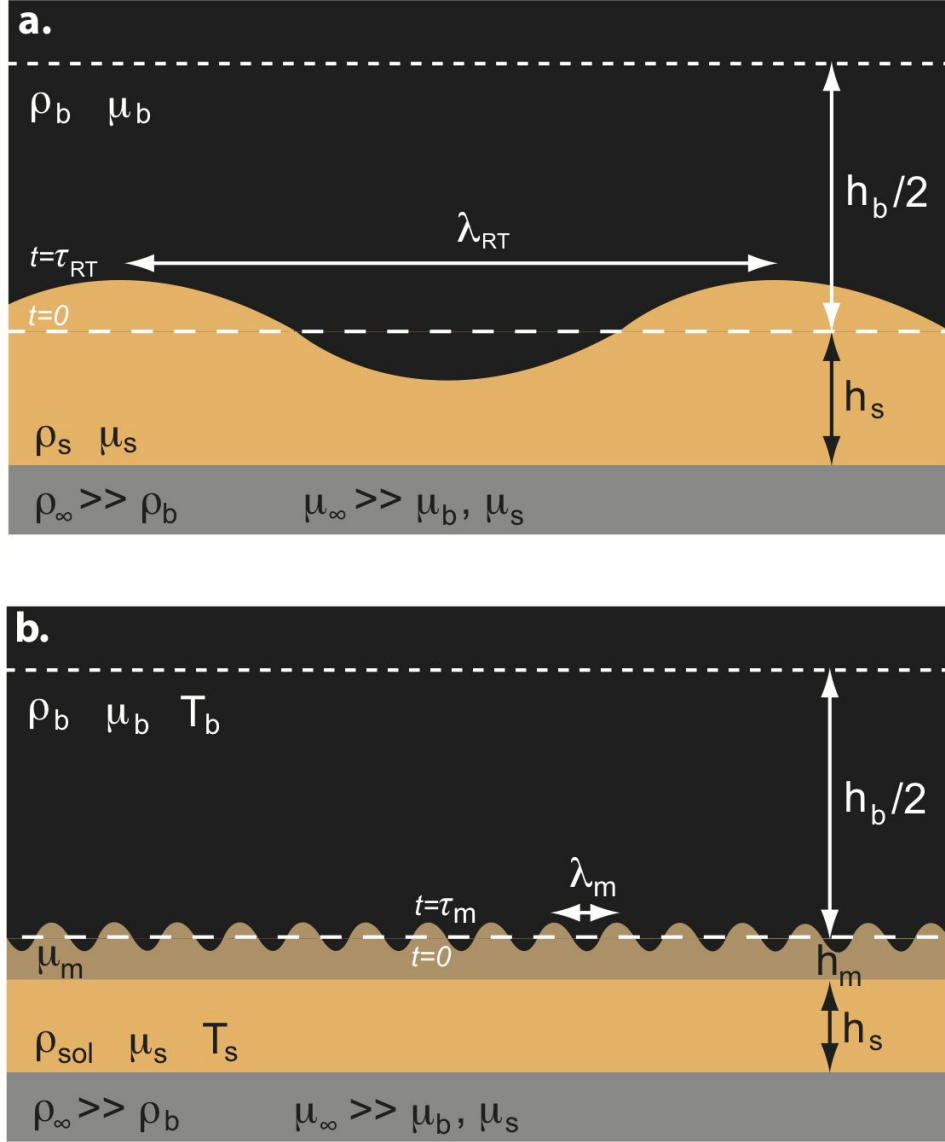 a.
ρb μb
hb/2
λRT
t=τRT
t=0
hs
ρs μs
ρ∞ >> ρb μ∞ >> μb, μs
b.
ρb μb Tb
hb/2
λm
t=τm
t=0
μm
hm
ρsol μs Ts
hs
ρ∞ >> ρb μ∞ >> μb, μs